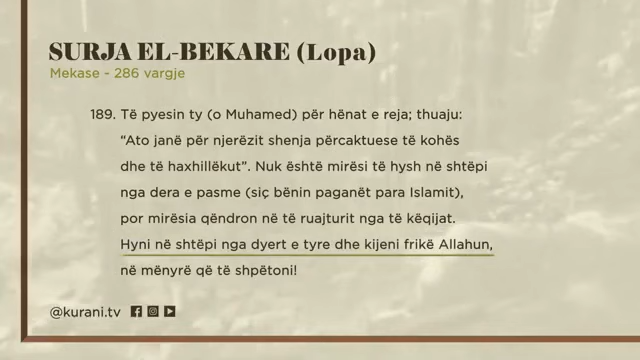 SURJA EL-BEKARE (Lopa)
Mekase - 286 vargje
189. Të pyesin ty (o Muhamed) për hënat e reja; thuaju:
“Ato janë për njerëzit shenja përcaktuese të kohës
dhe të haxhillëkut”. Nuk është mirësi të hysh në shtëpi
nga dera e pasme (siç bënin paganët para Islamit),
por mirësia qëndron në të ruajturit nga të këqijat.
Hyni në shtëpi nga dyert e tyre dhe kijeni frikë Allahun,
në mënyrë që të shpëtoni!
@kurani.tv